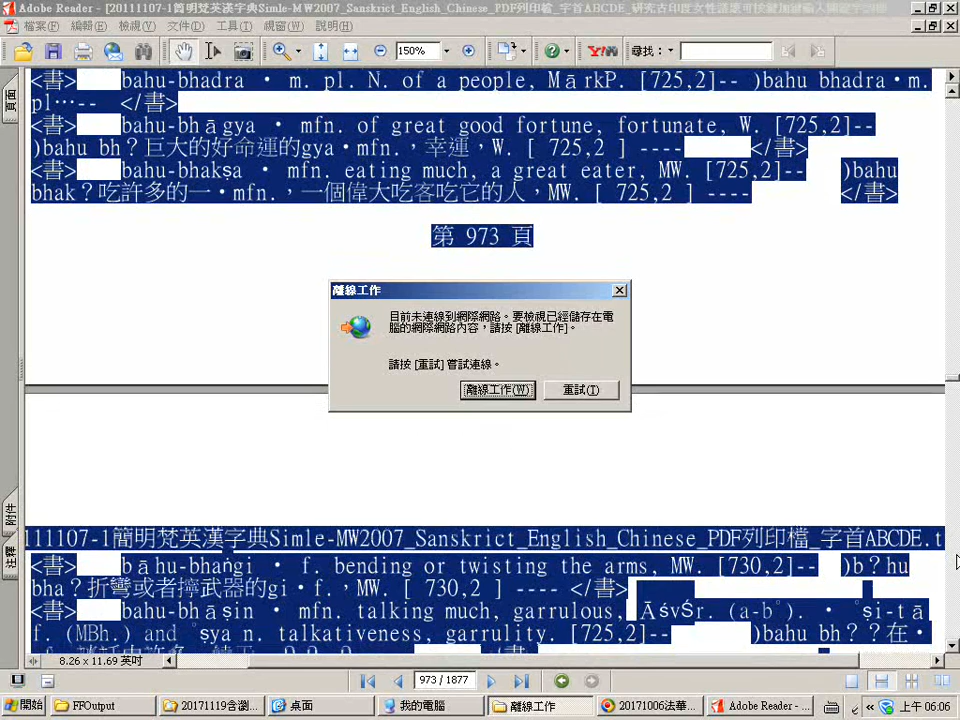 Adobe Reader - [20111107-1簡明梵英漢字典Simle-MW2007_Sanskrict_English_Chinese_PDF列印檔_字首ABCDE_研究古印度女性請應可按
檔案(F) 編輯(E) 檢視(V) 文件(D) 工具(T) 視窗(W) 說明(H)
150% 尋找：
頁面
<書> bahu-bhadra • m. pl. N. of a people, MārkP. [725,2]-- )bahu bhadra•m.
pl…-- </書>
<書> bahu-bhāgya • mfn. of great good fortune, fortunate, W. [725,2]--
)bahu bh？巨大的好命運的gya•mfn.，幸運，W. [ 725,2 ] ---- </書>
<書> bahu-bhakṣa • mfn. eating much, a great eater, MW. [725,2]-- )bahu
bhak？吃許多的一•mfn.，一個偉大吃客吃它的人，MW. [ 725,2 ] ---- </書>
第 973 頁
離線工作
目前未連線到網際網路。要檢視已經儲存在電
腦的網際網路內容，請按 [離線工作]。
請按 [重試] 嘗試連線。
離線工作(W) 重試(T)
附件
注釋
111107-1簡明梵英漢字典Simle-MW2007_Sanskrict_English_Chinese_PDF列印檔_字首ABCDE.t
<書> bāhu-bhaṅgi • f. bending or twisting the arms, MW. [730,2]-- )b？hu
bha？折彎或者擰武器的gi•f.，MW. [ 730,2 ] ---- </書>
<書> bahu-bhāṣin • mfn. talking much, garrulous, ĀśvŚr. (a-b°). • °ṣi-tā
f. (MBh.) and °ṣya n. talkativeness, garrulity. [725,2]-- )bahu bh？？在•
8.26 x 11.69 英吋
973 / 1877
開始 FFOutput 20171119含瀏... 桌面 我的電腦 離線工作 20171006法華... Adobe Reader - ... 上午 06:06